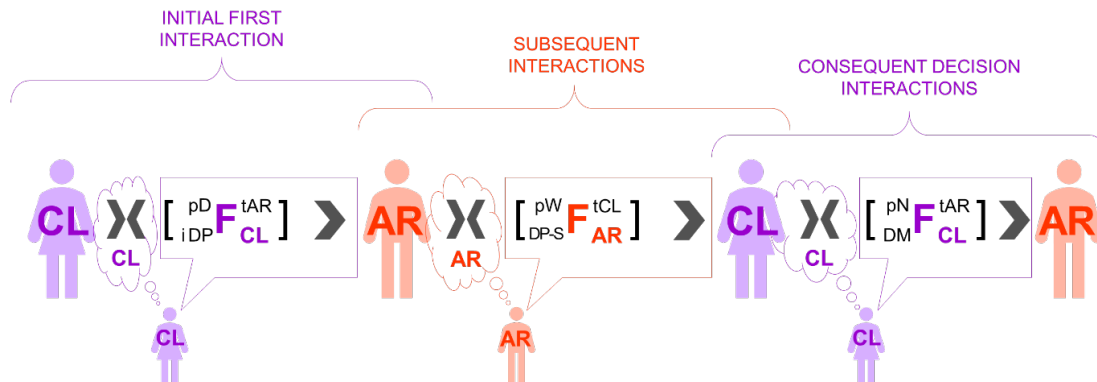 INITIAL FIRST
INTERACTION
SUBSEQUENT
INTERACTIONS
CONSEQUENT DECISION
INTERACTIONS
CL
CL
[ pD F tAR ]
iDP CL
AR
AR
[ pW F tCL ]
DP-S AR
CL
CL
[ pN F tAR ]
DM CL
AR
CL
AR
CL